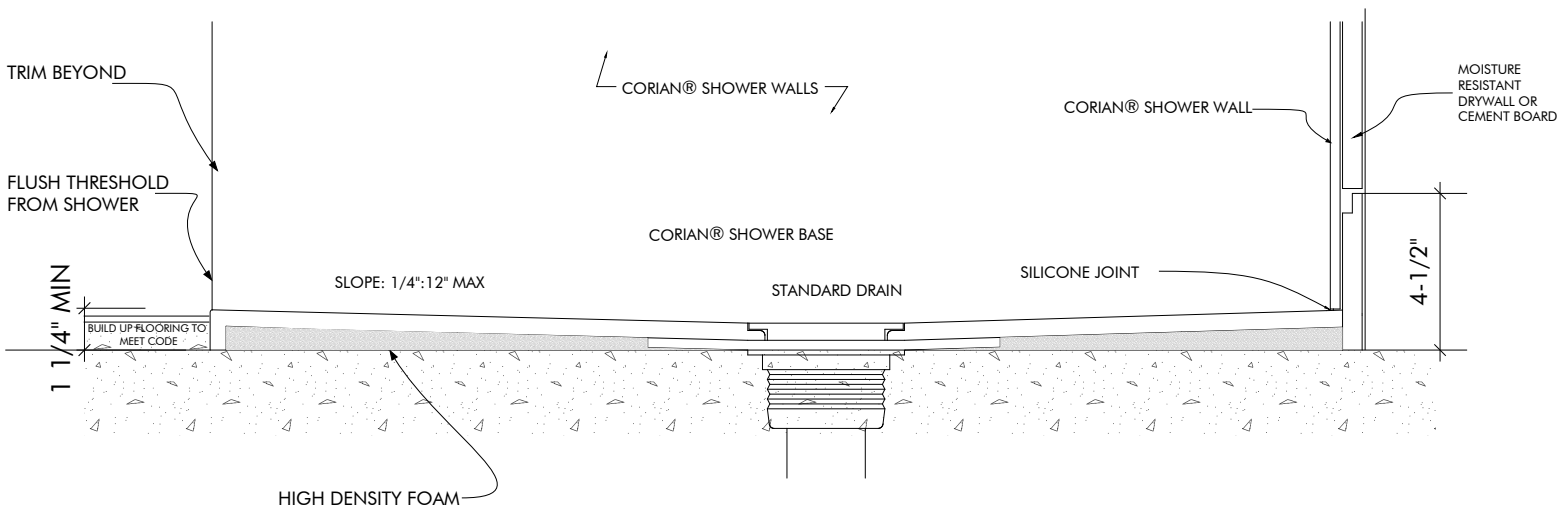 TRIM BEYOND
CORIAN® SHOWER WALLS
CORIAN® SHOWER WALL
MOISTURE
RESISTANT
DRYWALL OR
CEMENT BOARD
FLUSH THRESHOLD
FROM SHOWER
CORIAN® SHOWER BASE
SLOPE: 1/4":12" MAX
STANDARD DRAIN
SILICONE JOINT
4-1/2"
1 1/4" MIN
BUILD UP FLOORING TO
MEET CODE
HIGH DENSITY FOAM